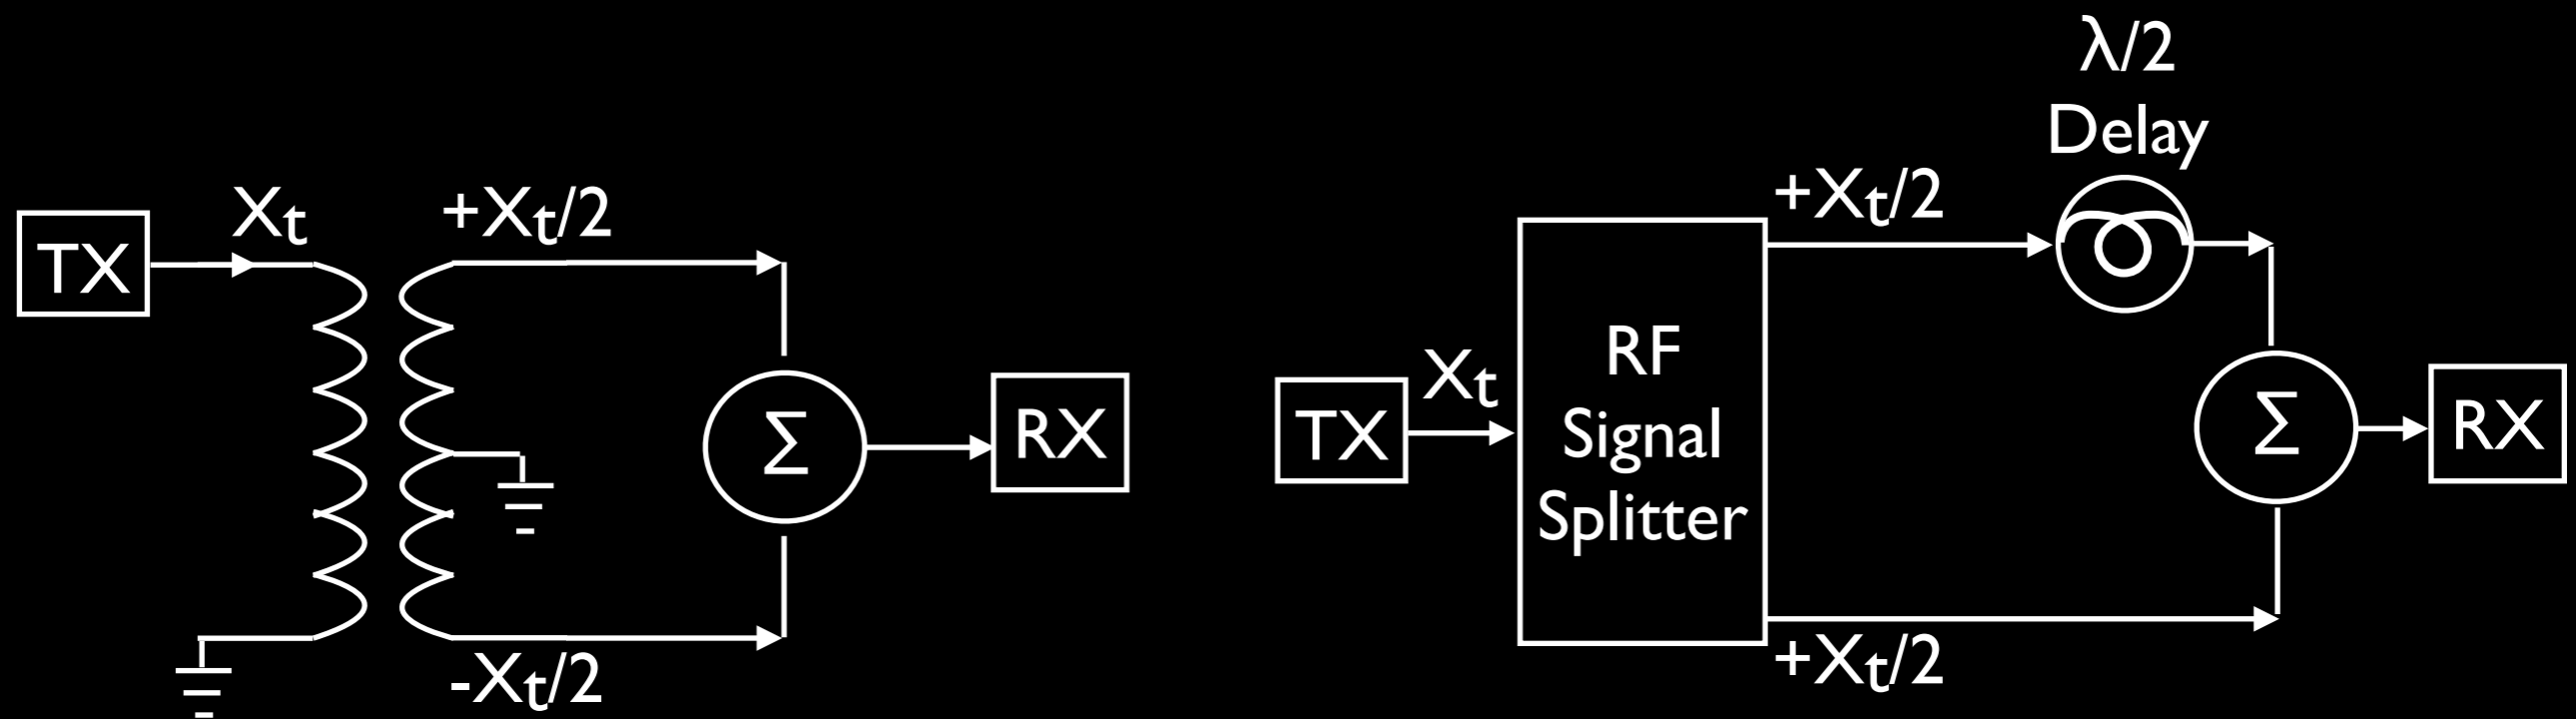 TX
Xt
+Xt/2
-Xt/2
Σ
RX
TX
Xt
RF
Signal
Splitter
+Xt/2
λ/2
Delay
+Xt/2
Σ
RX